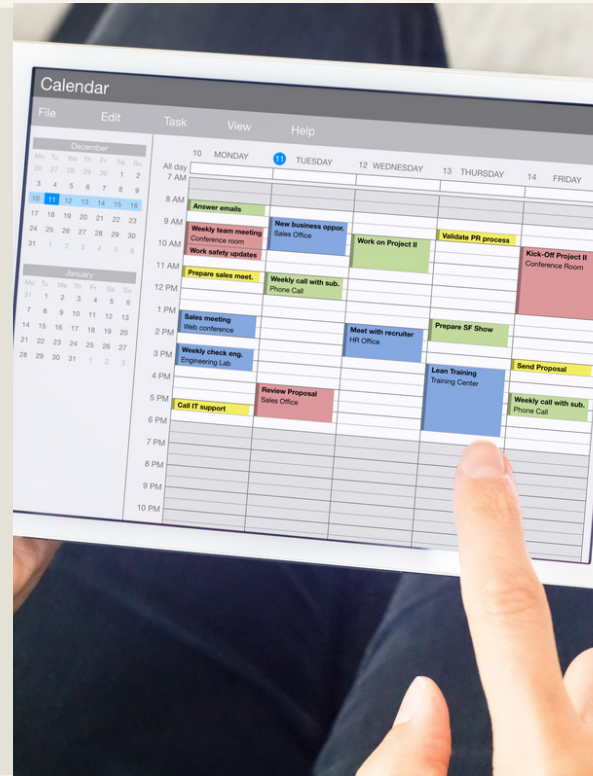 Calendar
File Edit Task View Help
December
Mo Tu We Th Fr Sa Su
26 27 28 29 30 1 2
3 4 5 6 7 8 9
10 11 12 13 14 15 16
17 18 19 20 21 22 23
24 25 26 27 28 29 30
31 1 2 3 4 5 6
January
Mo Tu We Th Fr Sa Su
31 1 2 3 4 5 6
7 8 9 10 11 12 13
14 15 16 17 18 19 20
21 22 23 24 25 26 27
28 29 30 31 1 2 3
10 MONDAY 11 TUESDAY 12 WEDNESDAY 13 THURSDAY 14 FRIDAY
All day
7 AM
8 AM
9 AM
10 AM
11 AM
12 PM
1 PM
2 PM
3 PM
4 PM
5 PM
6 PM
7 PM
8 PM
9 PM
10 PM
Answer emails
Weekly team meeting
Conference room
Work safety updates
Prepare sales meet.
Sales meeting
Web conference
Weekly check eng.
Engineering Lab
Call IT support
New business oppor.
Sales Office
Weekly call with sub.
Phone Call
Review Proposal
Sales Office
Work on Project II
Meet with recruiter
HR Office
Validate PR process
Prepare SF Show
Lean Training
Training Center
Kick-Off Project II
Conference Room
Send Proposal
Weekly call with sub.
Phone Call